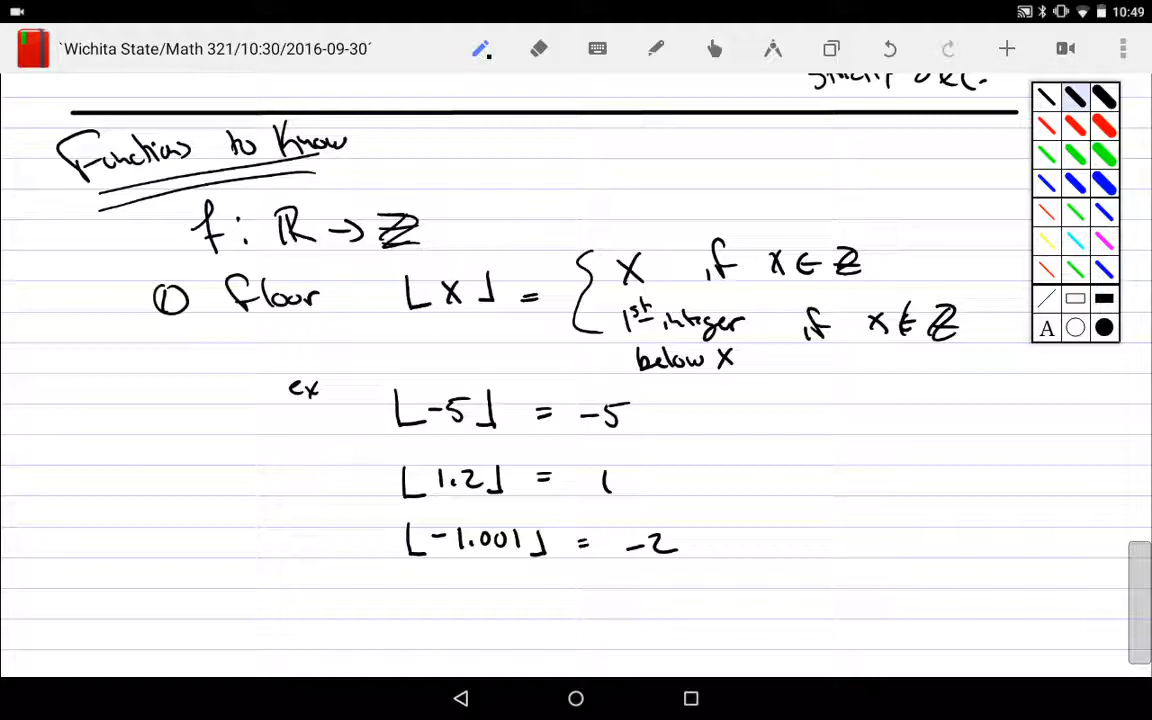 10:49
`Wichita State/Math 321/10:30/2016-09-30´
Functions to Know
f: ℝ → ℤ
① floor ⌊x⌋ = { x if x ∈ ℤ
1st integer if x ∉ ℤ
below x
ex ⌊-5⌋ = -5
⌊1.2⌋ = 1
⌊-1.001⌋ = -2
A